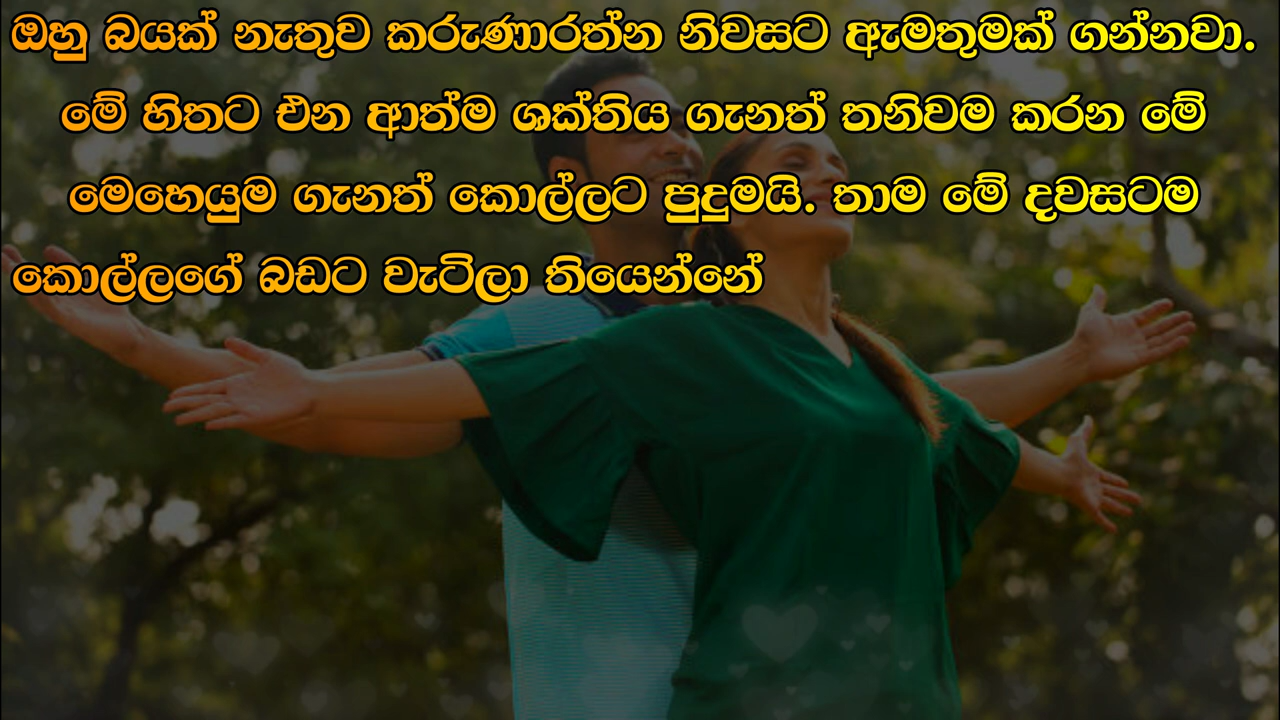 ඔහු බයක් නැතුව කරුණාරත්න නිවසට ඇමතුමක් ගන්නවා.
මේ හිතට එන ආත්ම ශක්තිය ගැනත් තනිවම කරන මේ
මෙහෙයුම ගැනත් කොල්ලට පුදුමයි. තාම මේ දවසටම
කොල්ලගේ බඩට වැටිලා තියෙන්නේ